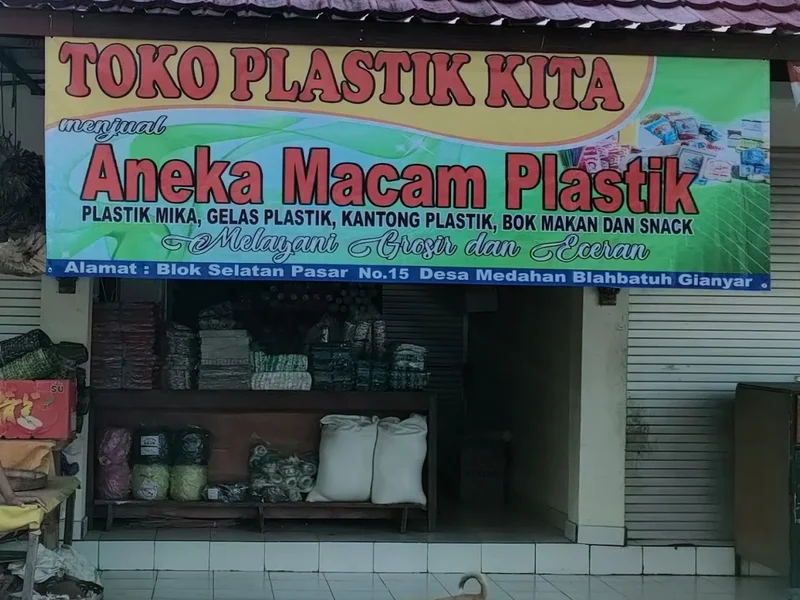 TOKO PLASTIK KITA
menjual
Aneka Macam Plastik
PLASTIK MIKA, GELAS PLASTIK, KANTONG PLASTIK, BOK MAKAN DAN SNACK
Melayani Grosir dan Eceran
Alamat : Blok Selatan Pasar No.15 Desa Medahan Blahbatuh Gianyar
SU